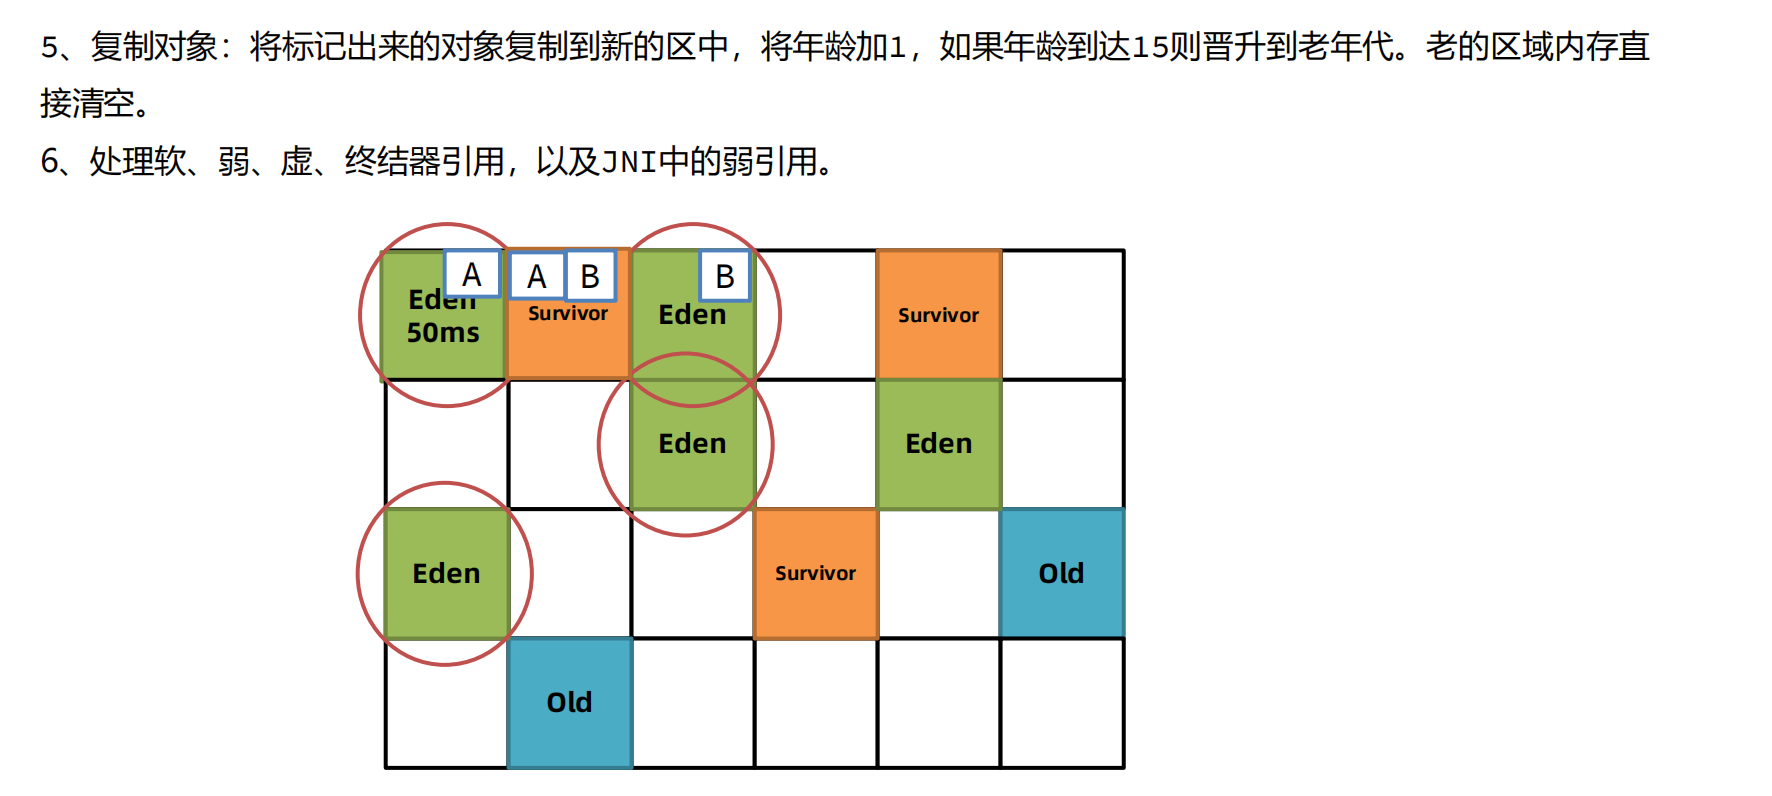 5、复制对象：将标记出来的对象复制到新的区中，将年龄加1，如果年龄到达15则晋升到老年代。老的区域内存直
接清空。
6、处理软、弱、虚、终结器引用，以及JNI中的弱引用。
A
A
B
B
Eden
50ms
Survivor
Eden
Survivor
Eden
Eden
Eden
Survivor
Old
Old